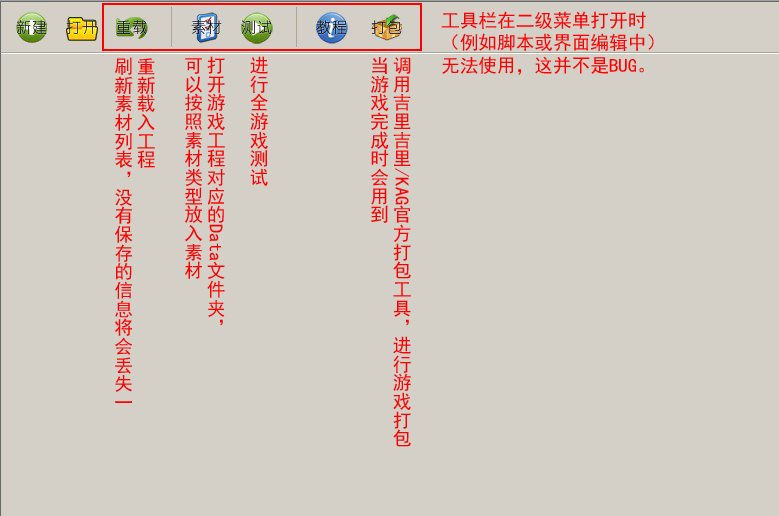 新建 打开 重载 素材 测试 教程 打包
工具栏在二级菜单打开时
（例如脚本或界面编辑中）
无法使用，这并不是BUG。
重新载入工程
刷新素材列表，没有保存的信息将会丢失一
打开游戏工程对应的Data文件夹，
可以按照素材类型放入素材
进行全游戏测试
调用吉里吉里/KAG官方打包工具，进行游戏打包
当游戏完成时会用到